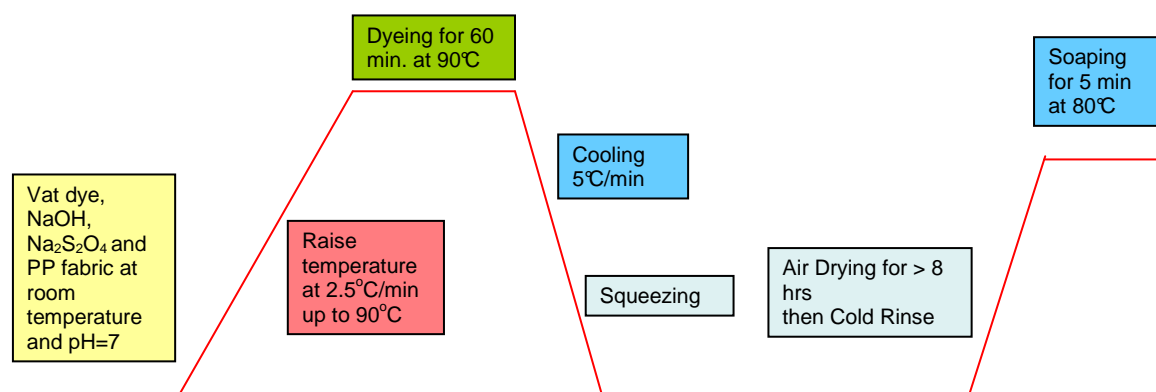 Dyeing for 60
min. at 90°C
Soaping
for 5 min
at 80°C
Cooling
5°C/min
Vat dye,
NaOH,
Na₂S₂O₄ and
PP fabric at
room
temperature
and pH=7
Raise
temperature
at 2.5°C/min
up to 90°C
Squeezing
Air Drying for > 8
hrs
then Cold Rinse